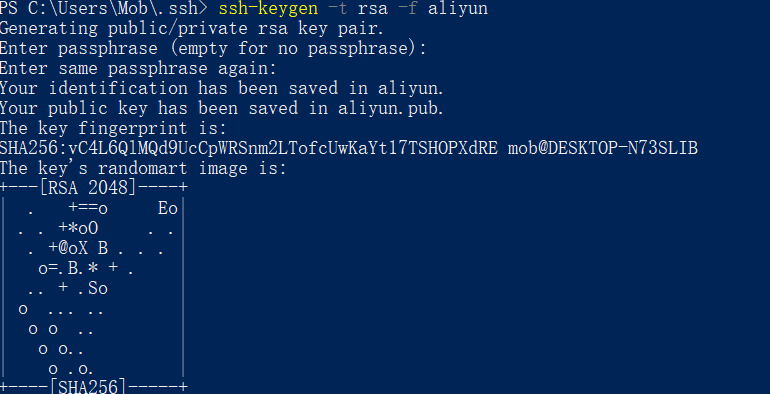 PS C:\Users\Mob\.ssh> ssh-keygen -t rsa -f aliyun
Generating public/private rsa key pair.
Enter passphrase (empty for no passphrase):
Enter same passphrase again:
Your identification has been saved in aliyun.
Your public key has been saved in aliyun.pub.
The key fingerprint is:
SHA256:vC4L6QlMQd9UcCpWRSnm2LTofcUwKaYt17TSHOPXdRE mob@DESKTOP-N73SLIB
The key's randomart image is:
+---[RSA 2048]----+
|  .   +==o     Eo|
| . . +*oO     . .|
|  . +@oX B . . . |
|   o=.B.* + .    |
|  .. + .So       |
| o  ... ..       |
|  o o  ..        |
|   o o..         |
|    o .o.        |
+----[SHA256]-----+